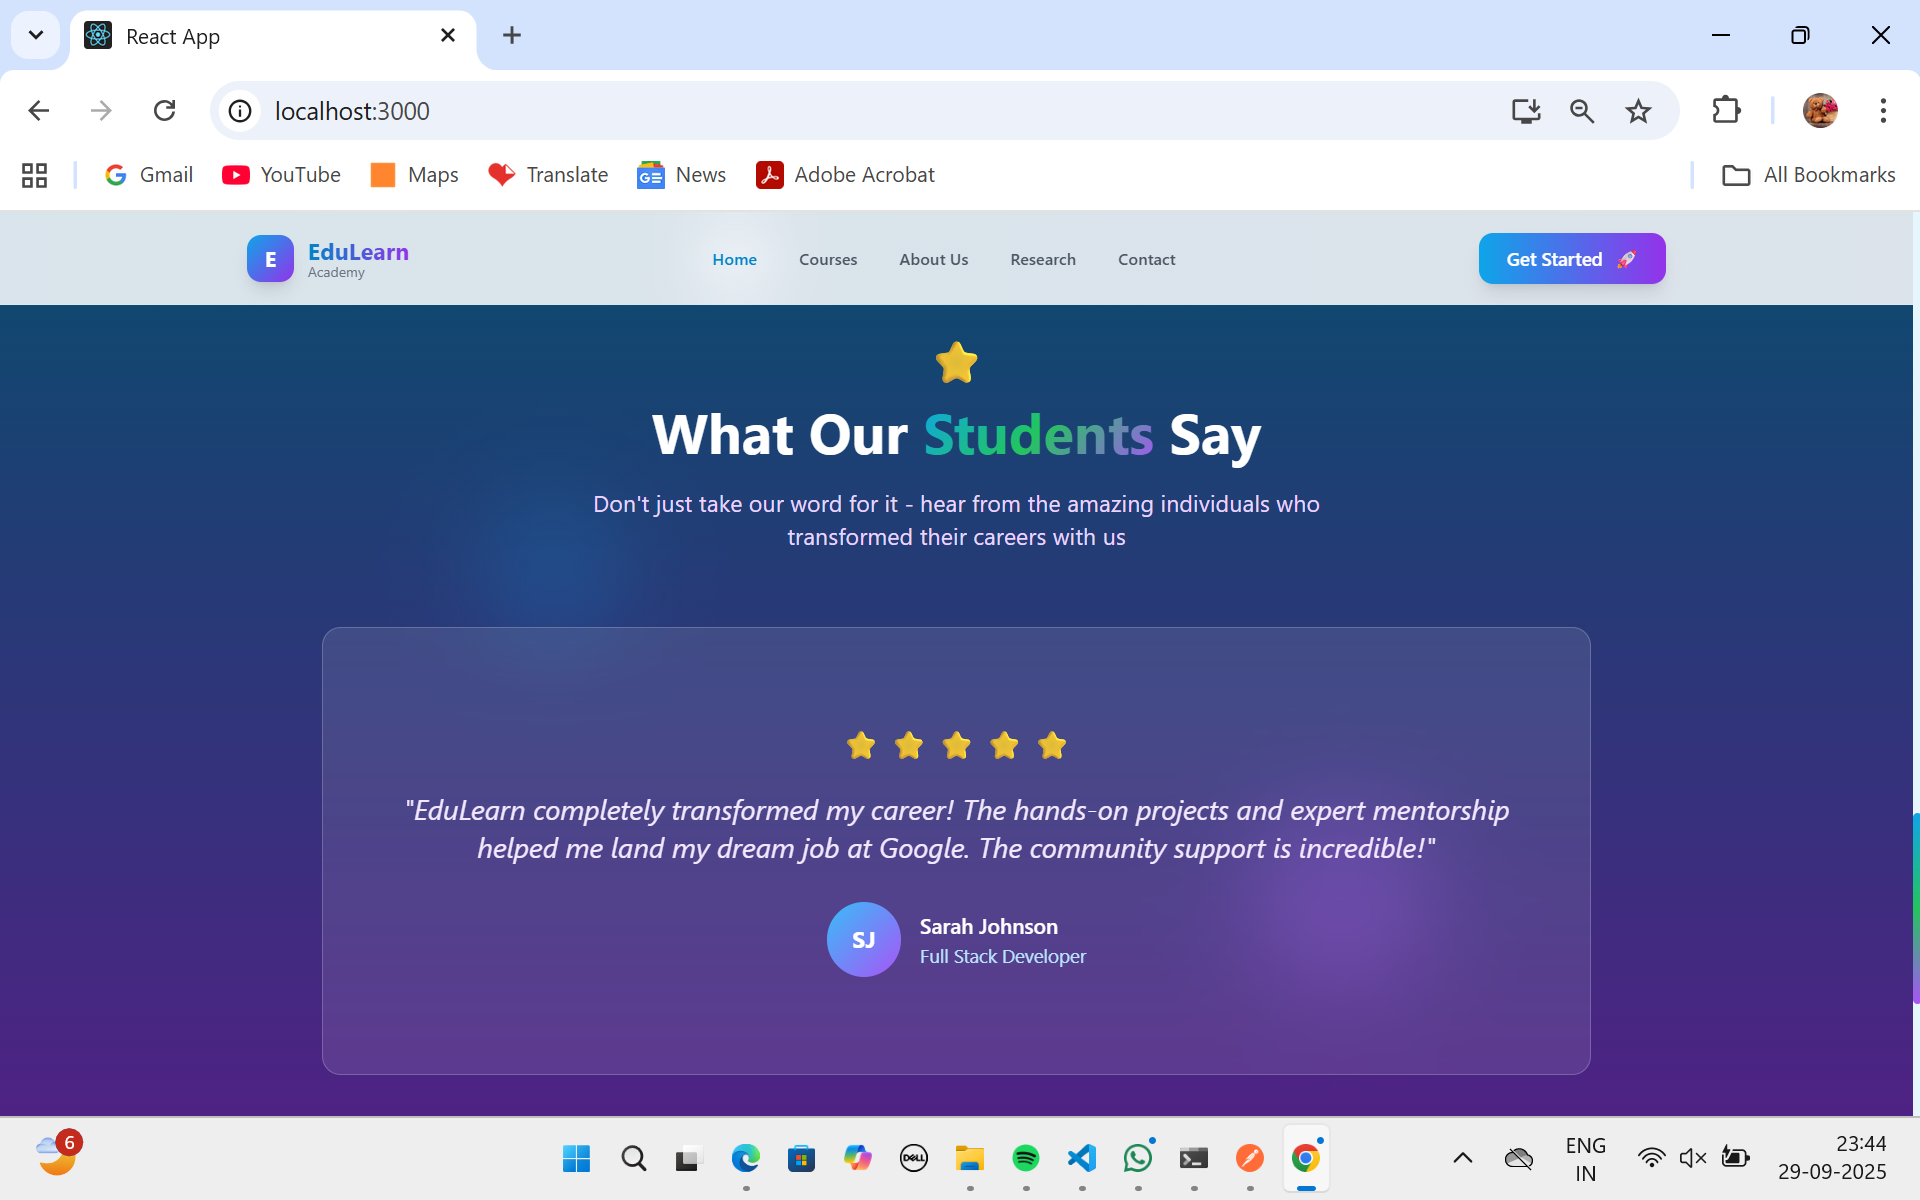 React App
localhost:3000
Gmail
YouTube
Maps
Translate
News
Adobe Acrobat
All Bookmarks
E
EduLearn
Academy
Home
Courses
About Us
Research
Contact
Get Started
What Our Students Say
Don't just take our word for it - hear from the amazing individuals who
transformed their careers with us
"EduLearn completely transformed my career! The hands-on projects and expert mentorship
helped me land my dream job at Google. The community support is incredible!"
SJ
Sarah Johnson
Full Stack Developer
6
DELL
ENG
IN
23:44
29-09-2025